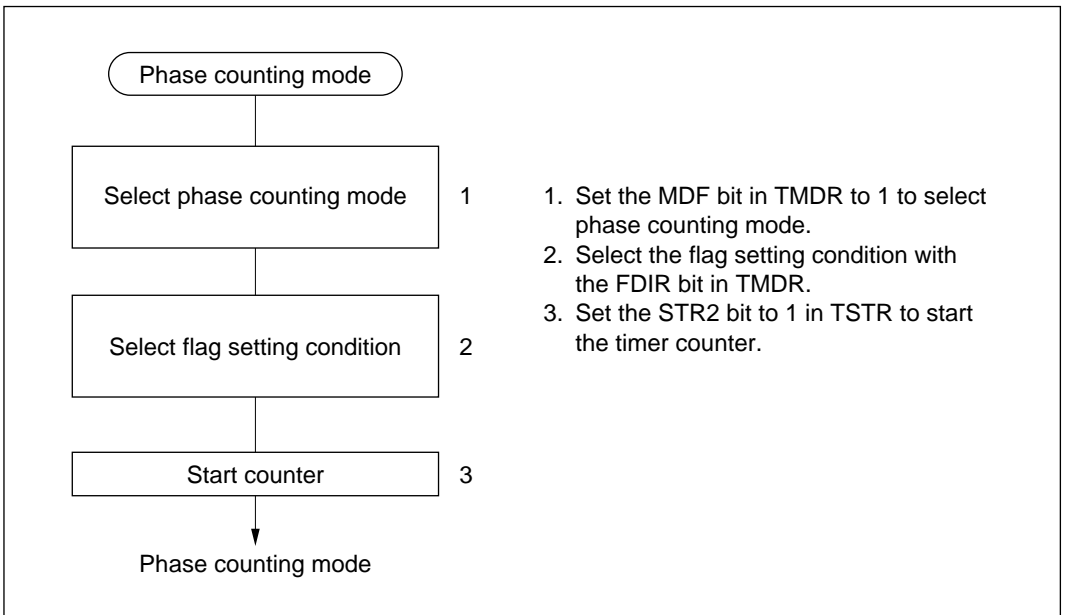 Phase counting mode
Select phase counting mode
1
Select flag setting condition
2
Start counter
3
Phase counting mode
1. Set the MDF bit in TMDR to 1 to select
phase counting mode.
2. Select the flag setting condition with
the FDIR bit in TMDR.
3. Set the STR2 bit to 1 in TSTR to start
the timer counter.